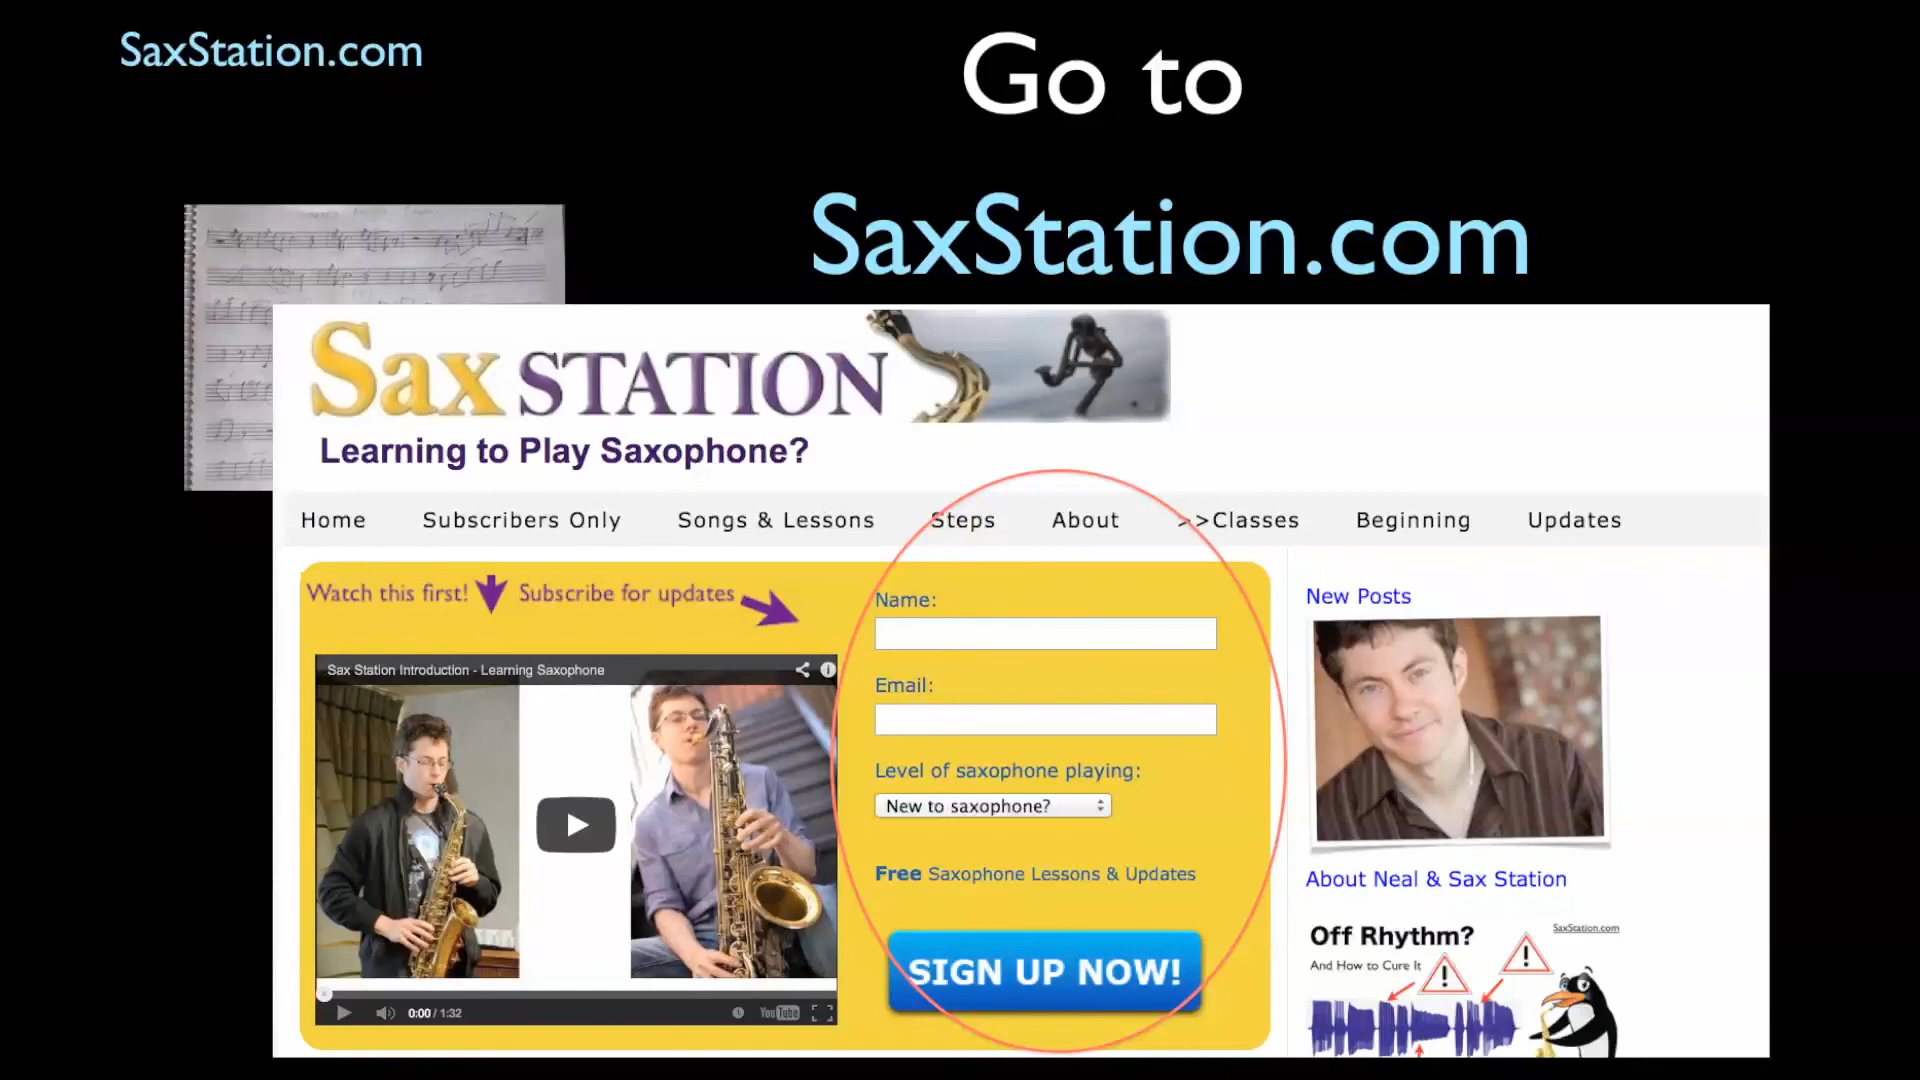 SaxStation.com
Go to
SaxStation.com
Sax STATION
Learning to Play Saxophone?
Home Subscribers Only Songs & Lessons Steps About >>Classes Beginning Updates
Watch this first! Subscribe for updates
Sax Station Introduction - Learning Saxophone
0:00 / 1:32
YouTube
Name:
Email:
Level of saxophone playing:
New to saxophone?
Free Saxophone Lessons & Updates
SIGN UP NOW!
New Posts
About Neal & Sax Station
Off Rhythm?
SaxStation.com
And How to Cure It